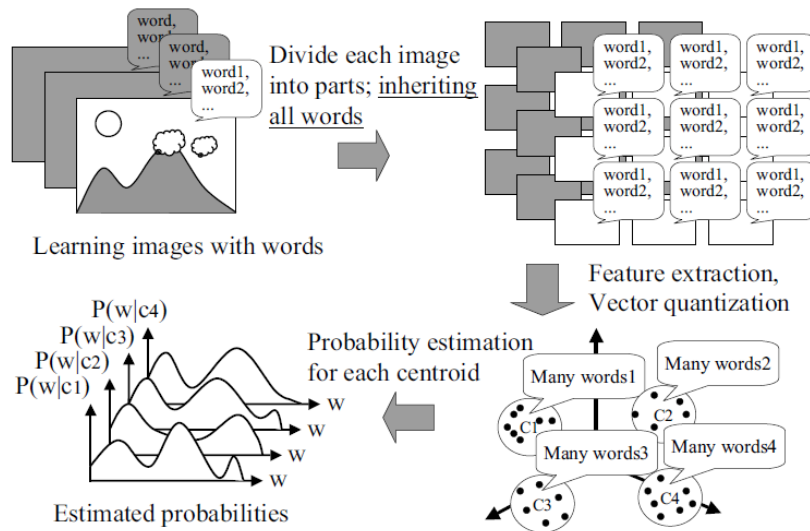 word,
word,
...
word,
word,
...
word1,
word2,
...
Divide each image
into parts; inheriting
all words
word1,
word2,
...
word1,
word2,
...
word1,
word2,
...
word1,
word2,
...
word1,
word2,
...
word1,
word2,
...
word1,
word2,
...
word1,
word2,
...
word1,
word2,
...
Learning images with words
Feature extraction,
Vector quantization
P(w|c4)
P(w|c3)
P(w|c2)
P(w|c1)
w
w
w
w
Estimated probabilities
Probability estimation
for each centroid
Many words1
Many words2
C1
C2
Many words3
Many words4
C3
C4